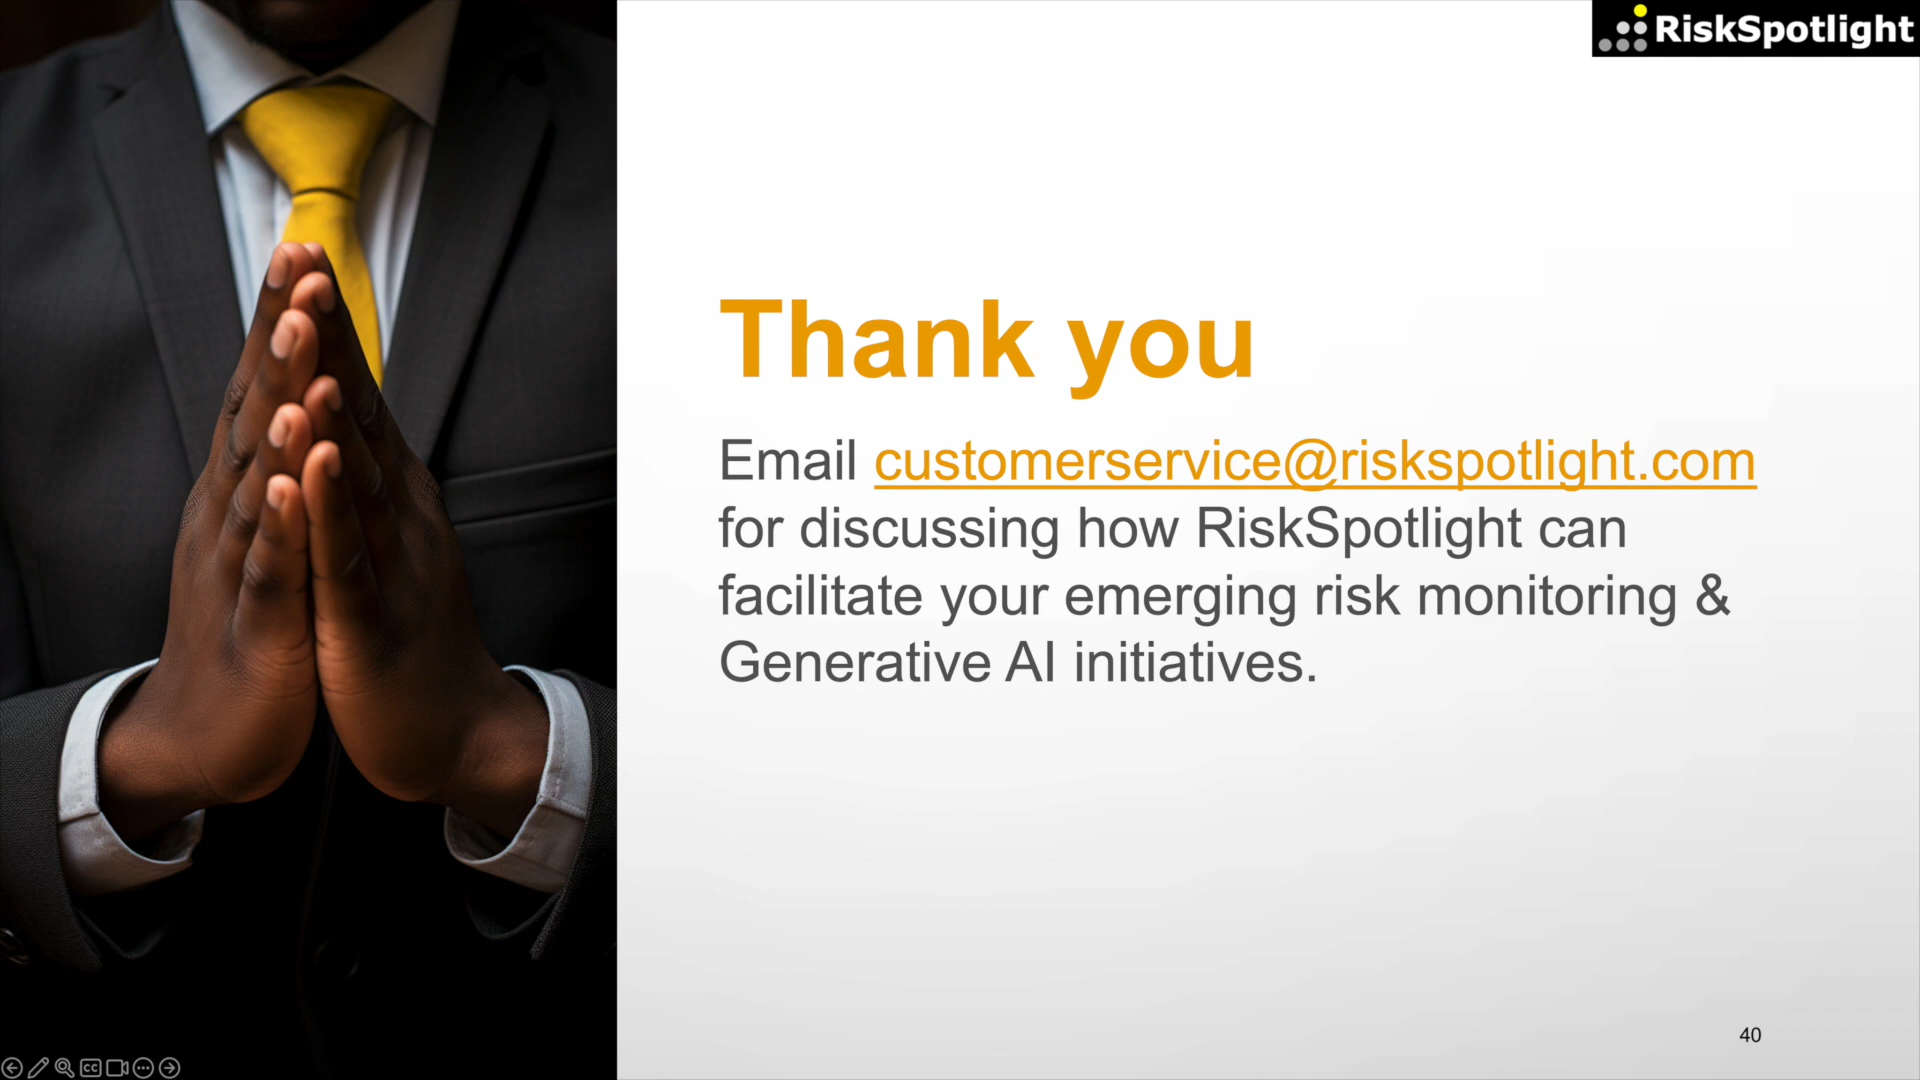 RiskSpotlight
Thank you
Email customerservice@riskspotlight.com
for discussing how RiskSpotlight can
facilitate your emerging risk monitoring &
Generative AI initiatives.
40
CC